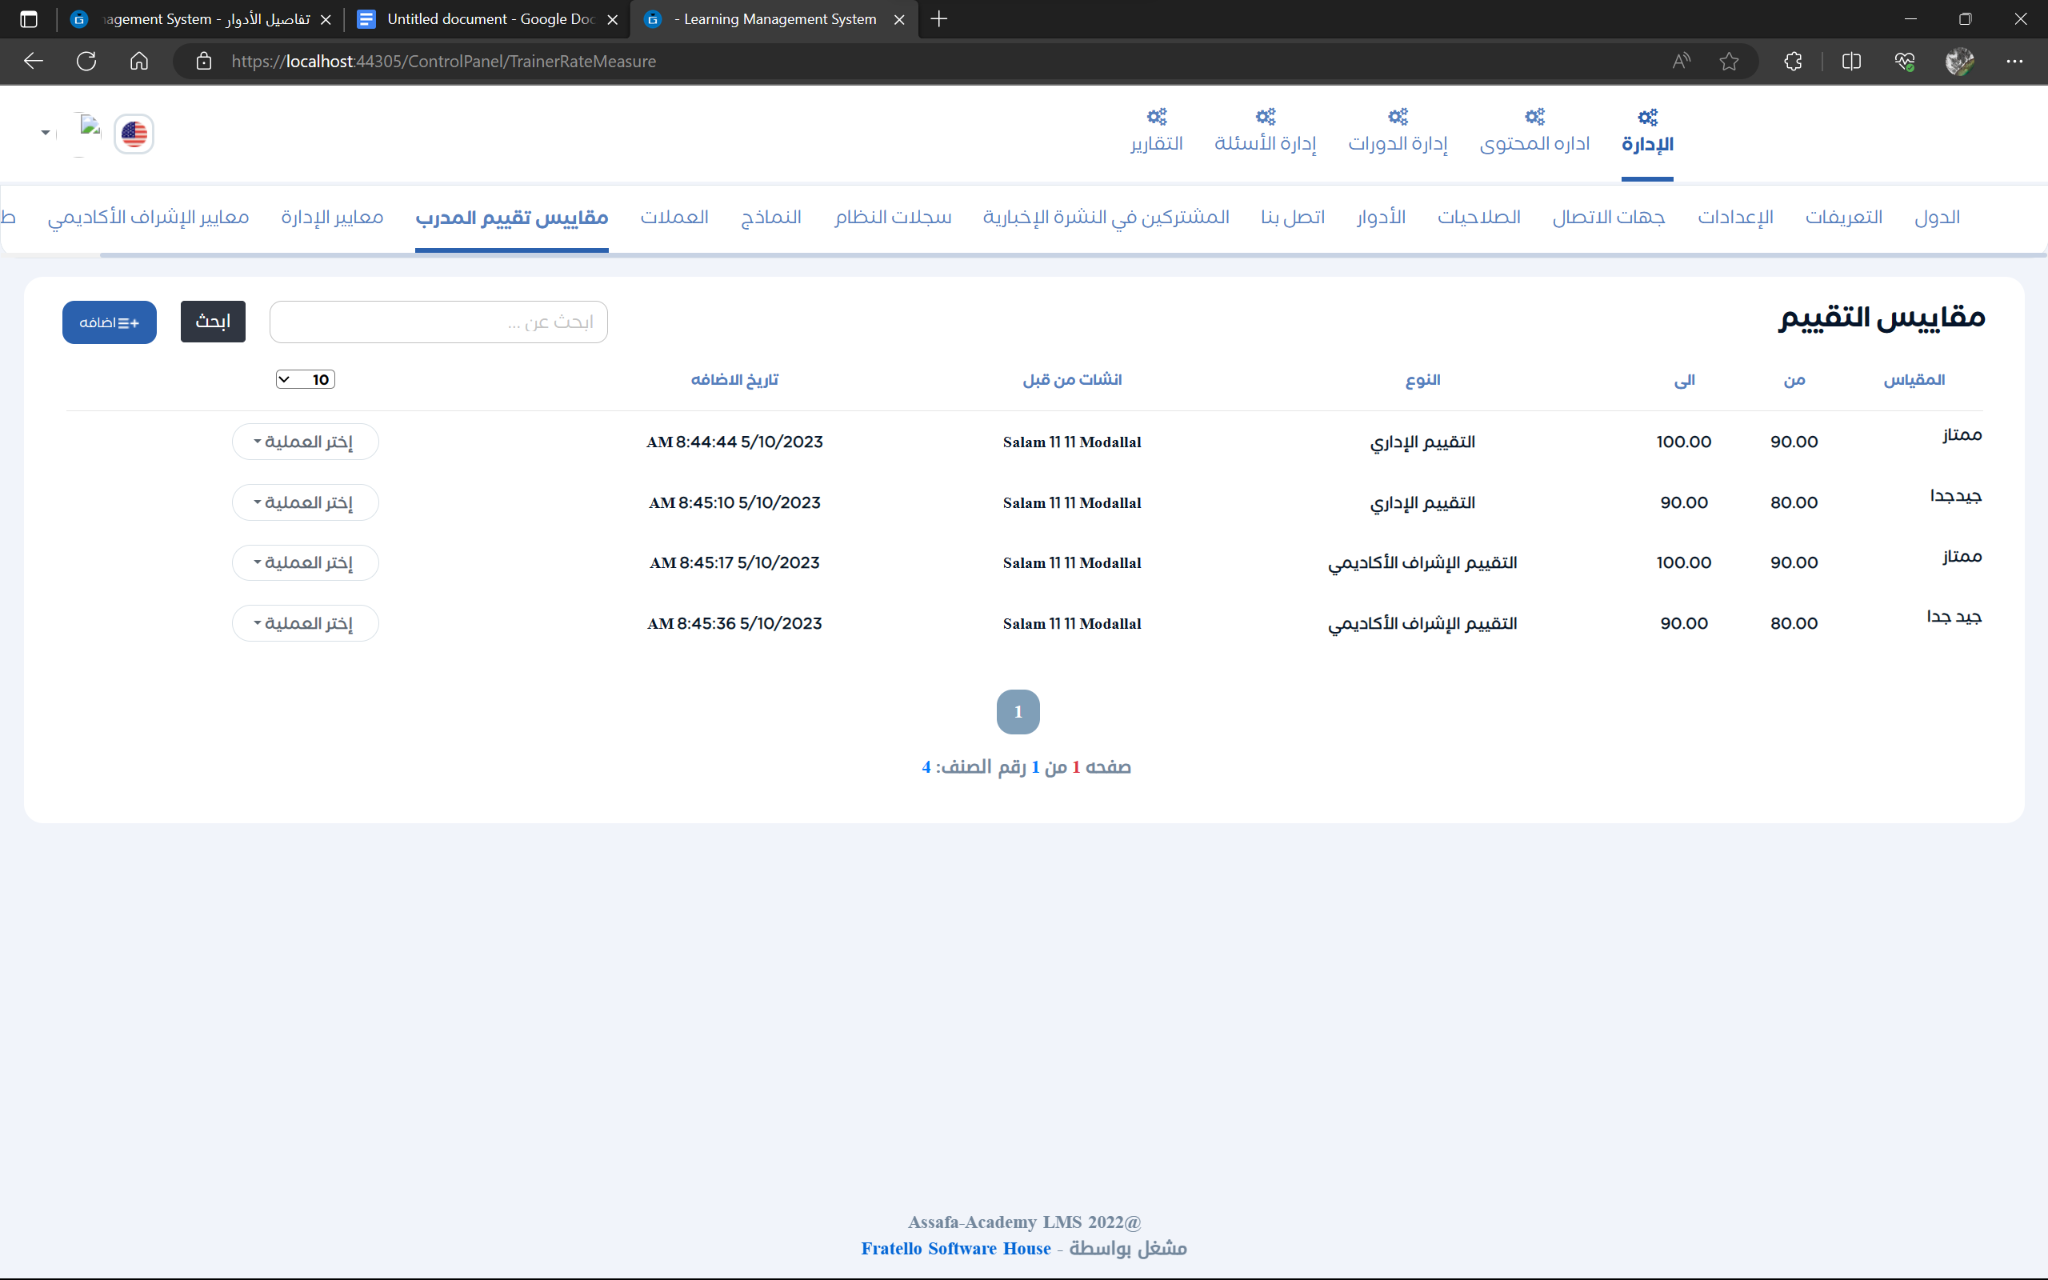 agement System - تفاصيل الأدوار
Untitled document - Google Doc
- Learning Management System
https://localhost:44305/ControlPanel/TrainerRateMeasure
الإدارة
اداره المحتوى
إدارة الدورات
إدارة الأسئلة
التقارير
الدول
التعريفات
الإعدادات
جهات الاتصال
الصلاحيات
الأدوار
اتصل بنا
المشتركين في النشرة الإخبارية
سجلات النظام
النماذج
العملات
مقاييس تقييم المدرب
معايير الإدارة
معايير الإشراف الأكاديمي
ط
مقاييس التقييم
ابحث عن ...
ابحث
اضافه
المقياس من الى النوع انشات من قبل تاريخ الاضافه 10
ممتاز 90.00 100.00 التقييم الإداري Salam 11 11 Modallal AM 8:44:44 5/10/2023 إختر العملية
جيدجدا 80.00 90.00 التقييم الإداري Salam 11 11 Modallal AM 8:45:10 5/10/2023 إختر العملية
ممتاز 90.00 100.00 التقييم الإشراف الأكاديمي Salam 11 11 Modallal AM 8:45:17 5/10/2023 إختر العملية
جيد جدا 80.00 90.00 التقييم الإشراف الأكاديمي Salam 11 11 Modallal AM 8:45:36 5/10/2023 إختر العملية
1
صفحه 1 من 1 رقم الصنف: 4
Assafa-Academy LMS 2022@
مشغل بواسطة - Fratello Software House